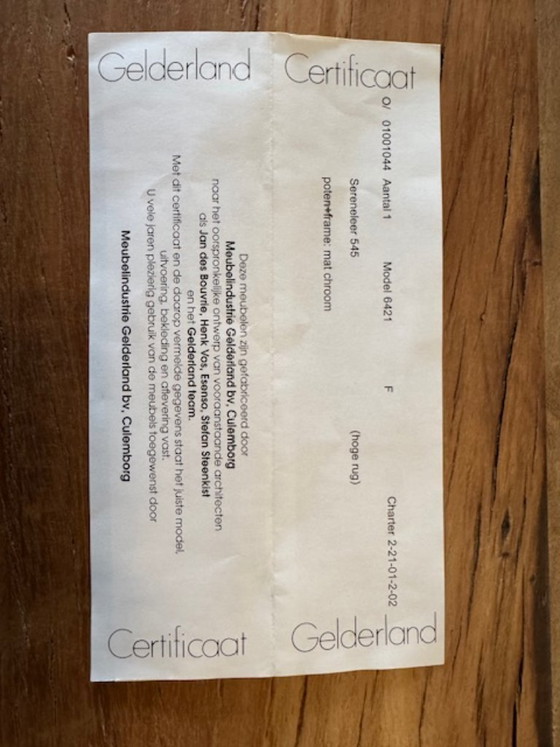 Gelderland Certificaat
O/ 01001044 Aantal 1 Model 6421 F Charter 2-21-01-2-02
Sereneleer 545 (hoge rug)
poten+frame: mat chroom
Deze meubelen zijn gefabriceerd door
Meubelindustrie Gelderland bv, Culemborg
naar het oorspronkelijke ontwerp van vooraanstaande architecten
als Jan des Bouvrie, Henk Vos, Esenso, Stefan Steenkist
en het Gelderland team.
Met dit certificaat en de daarop vermelde gegevens staat het juiste model,
uitvoering, bekleding en aflevering vast.
U vele jaren plezierig gebruik van de meubels toegewenst door
Meubelindustrie Gelderland bv, Culemborg
Certificaat Gelderland